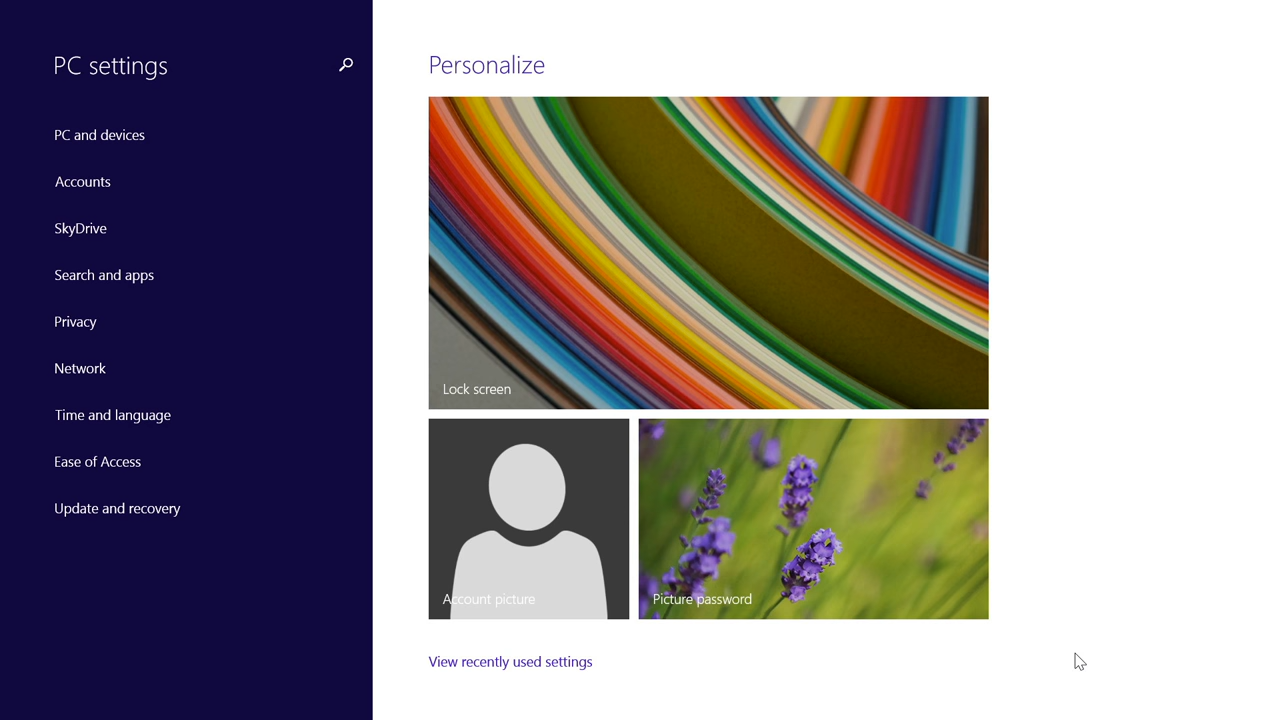 PC settings
PC and devices
Accounts
SkyDrive
Search and apps
Privacy
Network
Time and language
Ease of Access
Update and recovery
Personalize
Lock screen
Account picture
Picture password
View recently used settings